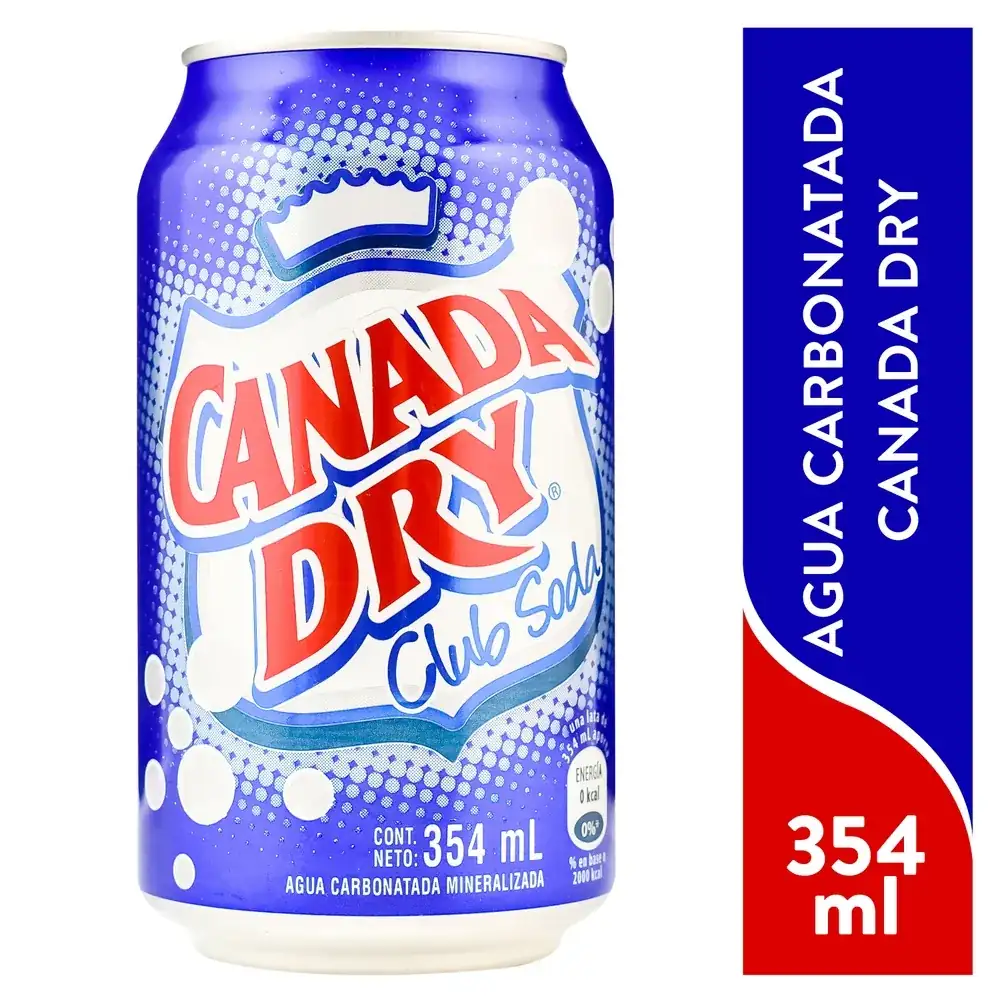 CANADA
DRY
®
Club Soda
una lata de
354 mL aporta
ENERGÍA
0 kcal
0%*
% en base a
2000 kcal
CONT.
NETO: 354 mL
AGUA CARBONATADA MINERALIZADA
AGUA CARBONATADA
CANADA DRY
354
ml